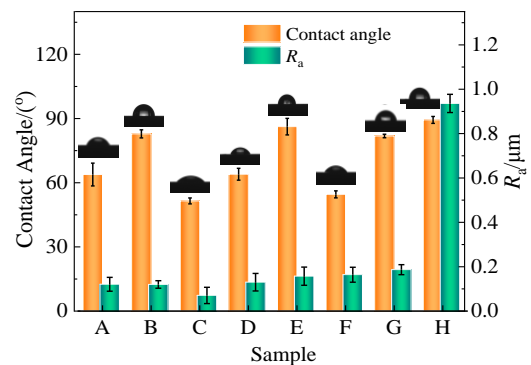 Contact angle
Rₐ
120
90
60
30
0
Contact Angle/(°)
1.2
1.0
0.8
0.6
0.4
0.2
0.0
Rₐ/μm
A B C D E F G H
Sample